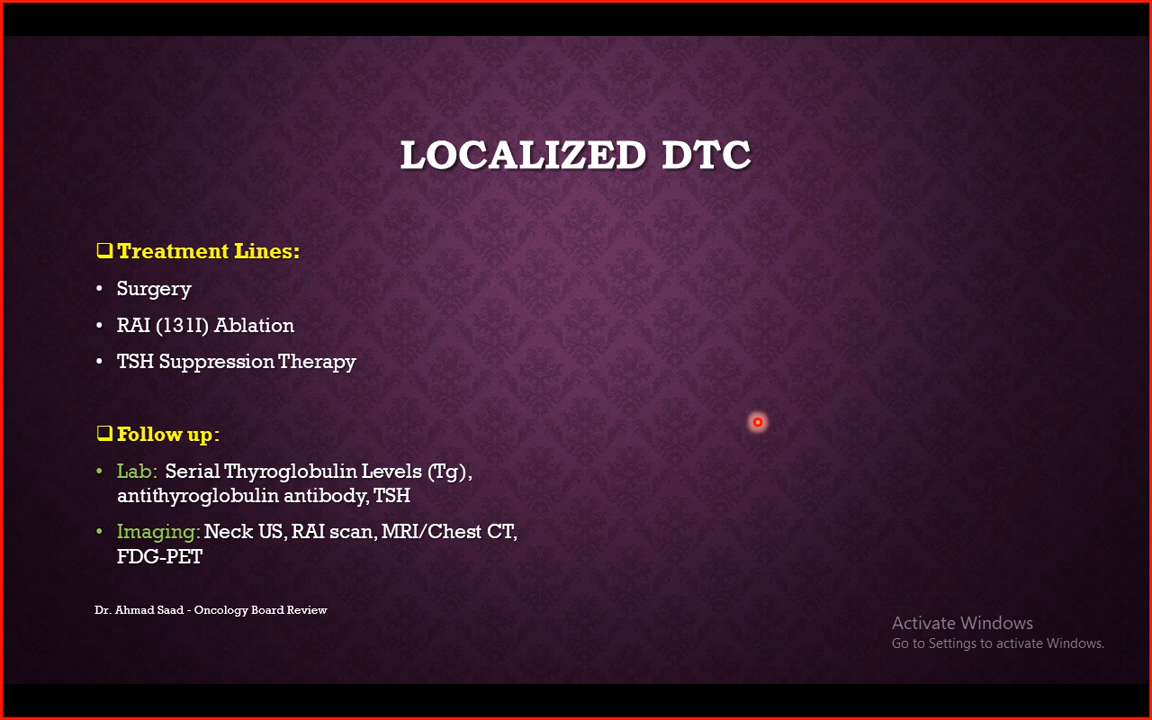 LOCALIZED DTC
❑ Treatment Lines:
• Surgery
• RAI (131I) Ablation
• TSH Suppression Therapy
❑ Follow up:
• Lab: Serial Thyroglobulin Levels (Tg),
antithyroglobulin antibody, TSH
• Imaging: Neck US, RAI scan, MRI/Chest CT,
FDG-PET
Dr. Ahmad Saad - Oncology Board Review
Activate Windows
Go to Settings to activate Windows.